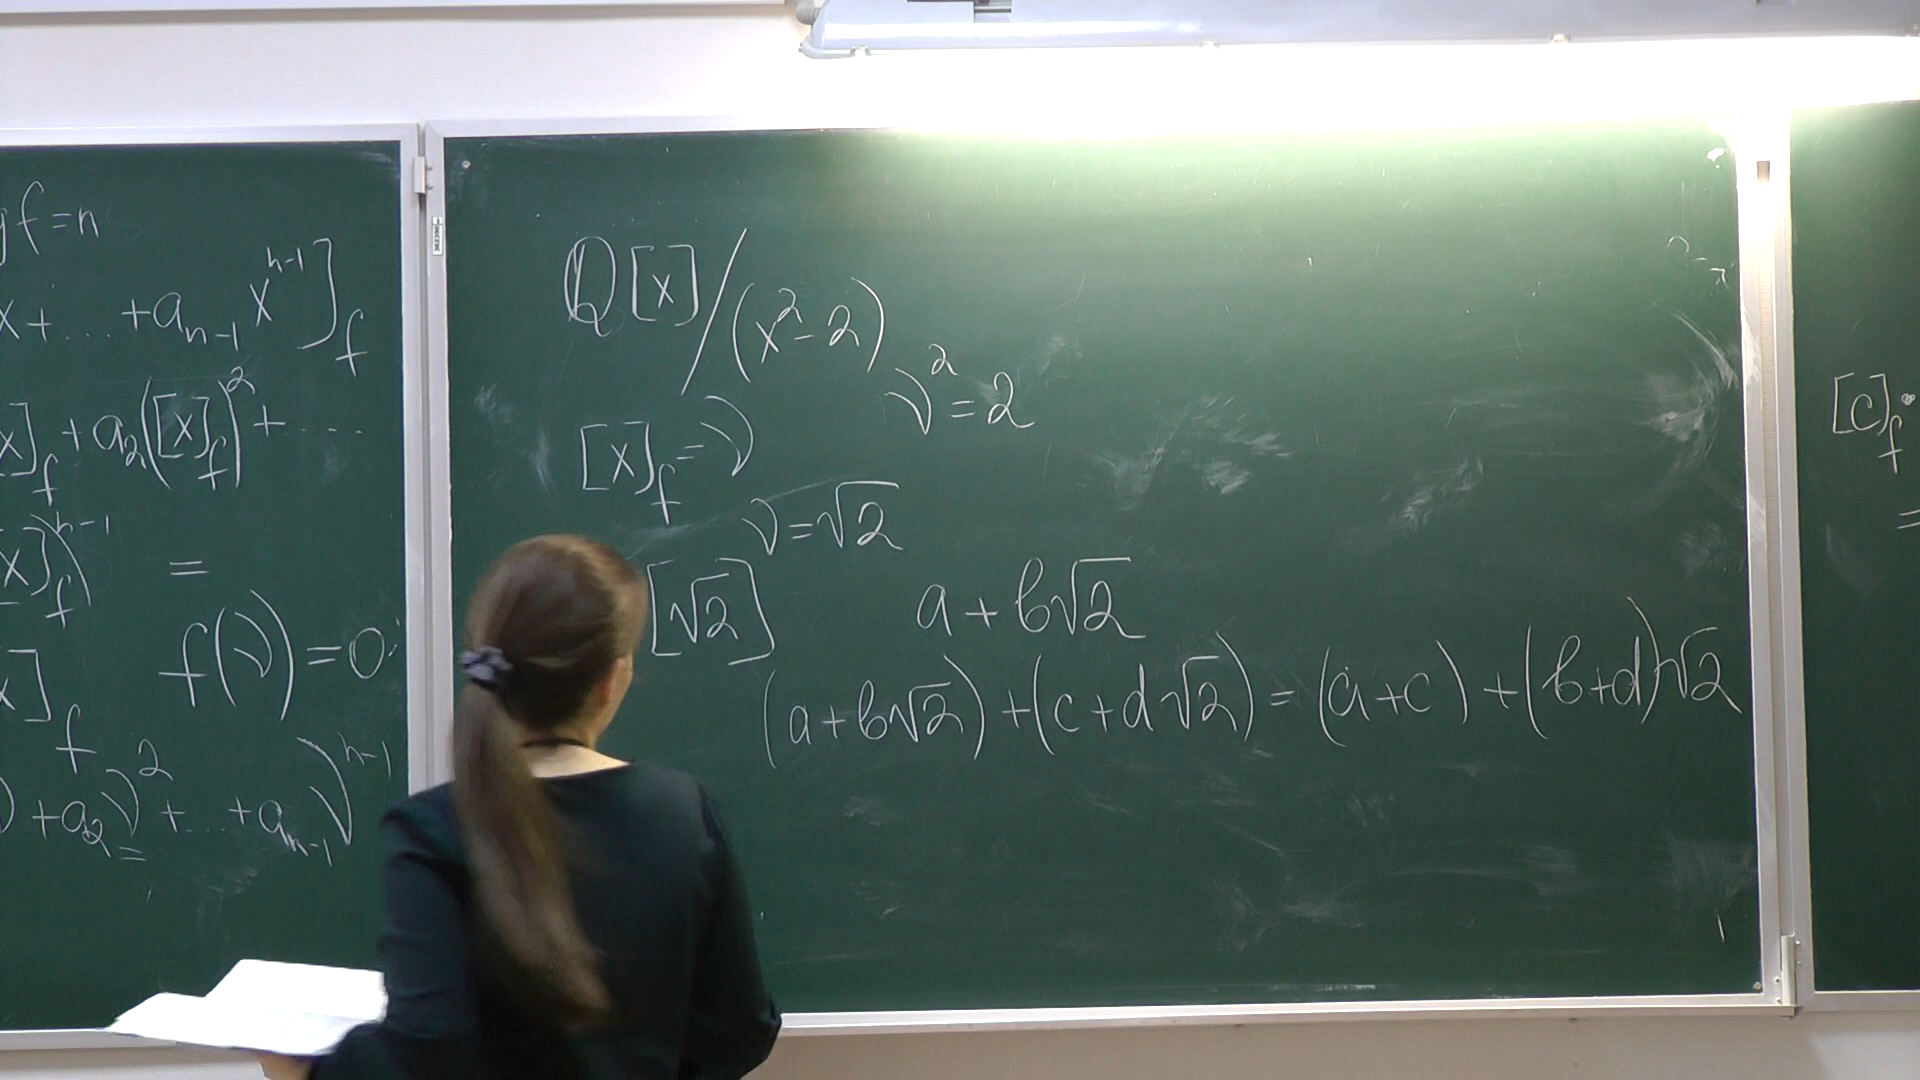 f = n
x + ... + a_{n-1} x^{n-1}]_f
x]_f + a_2([x]_f)^2 + ....
x]_f)^{n-1} =
x]_f
f(ν) = 0
) + a_2 ν^2 + ... + a_{n-1} ν^{n-1}
Q[x]/(x^2 - 2)
[x]_f = ν
ν^2 = 2
ν = √2
[√2]
a + b√2
(a + b√2) + (c + d√2) = (a + c) + (b + d)√2
[c]_f ·
=